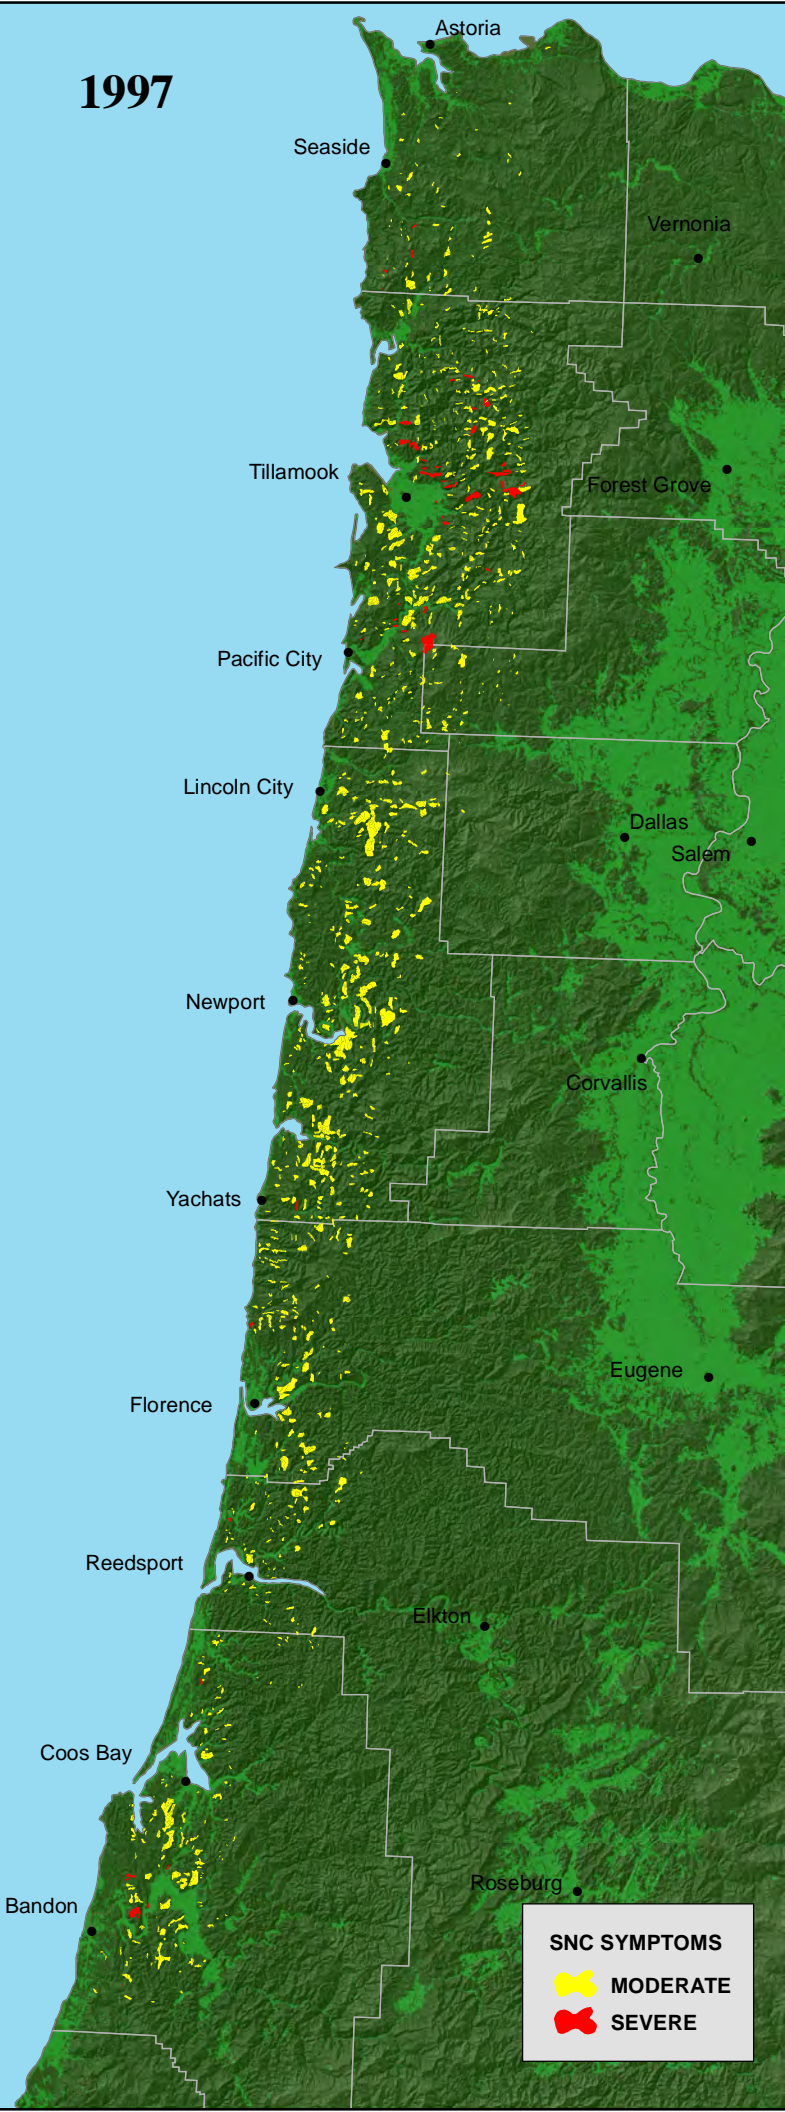 Astoria
1997
Seaside
Vernonia
Tillamook
Forest Grove
Pacific City
Lincoln City
Dallas
Salem
Newport
Corvallis
Yachats
Eugene
Florence
Reedsport
Elkton
Coos Bay
Roseburg
Bandon
SNC SYMPTOMS
MODERATE
SEVERE